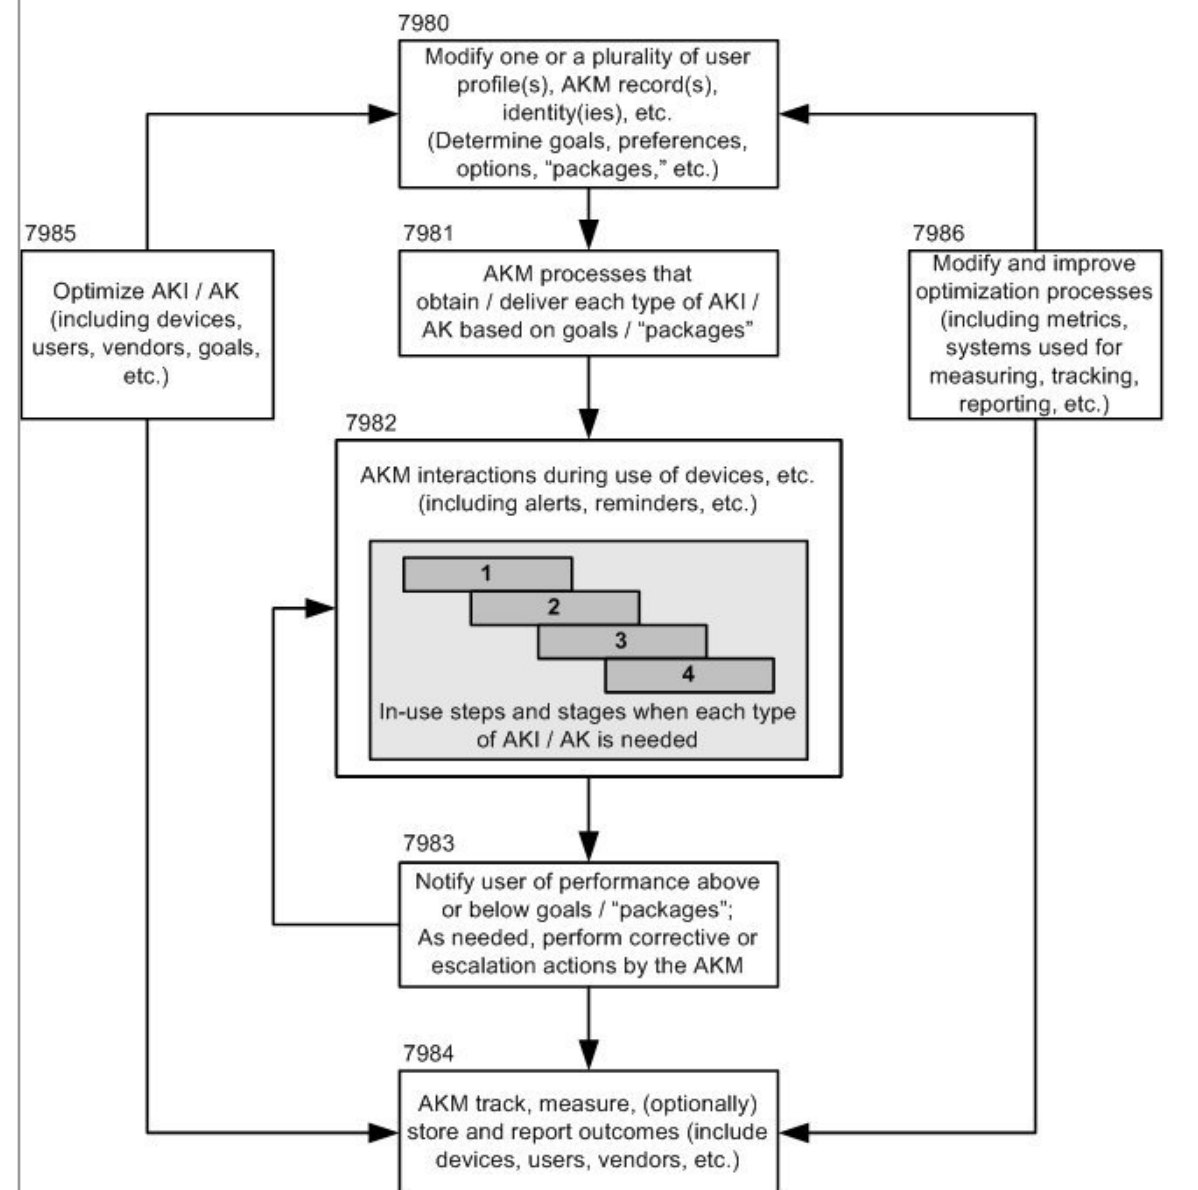 7980
Modify one or a plurality of user
profile(s), AKM record(s),
identity(ies), etc.
(Determine goals, preferences,
options, “packages,” etc.)
7985
Optimize AKI / AK
(including devices,
users, vendors, goals,
etc.)
7981
AKM processes that
obtain / deliver each type of AKI /
AK based on goals / “packages”
7986
Modify and improve
optimization processes
(including metrics,
systems used for
measuring, tracking,
reporting, etc.)
7982
AKM interactions during use of devices, etc.
(including alerts, reminders, etc.)
1
2
3
4
In-use steps and stages when each type
of AKI / AK is needed
7983
Notify user of performance above
or below goals / “packages”;
As needed, perform corrective or
escalation actions by the AKM
7984
AKM track, measure, (optionally)
store and report outcomes (include
devices, users, vendors, etc.)